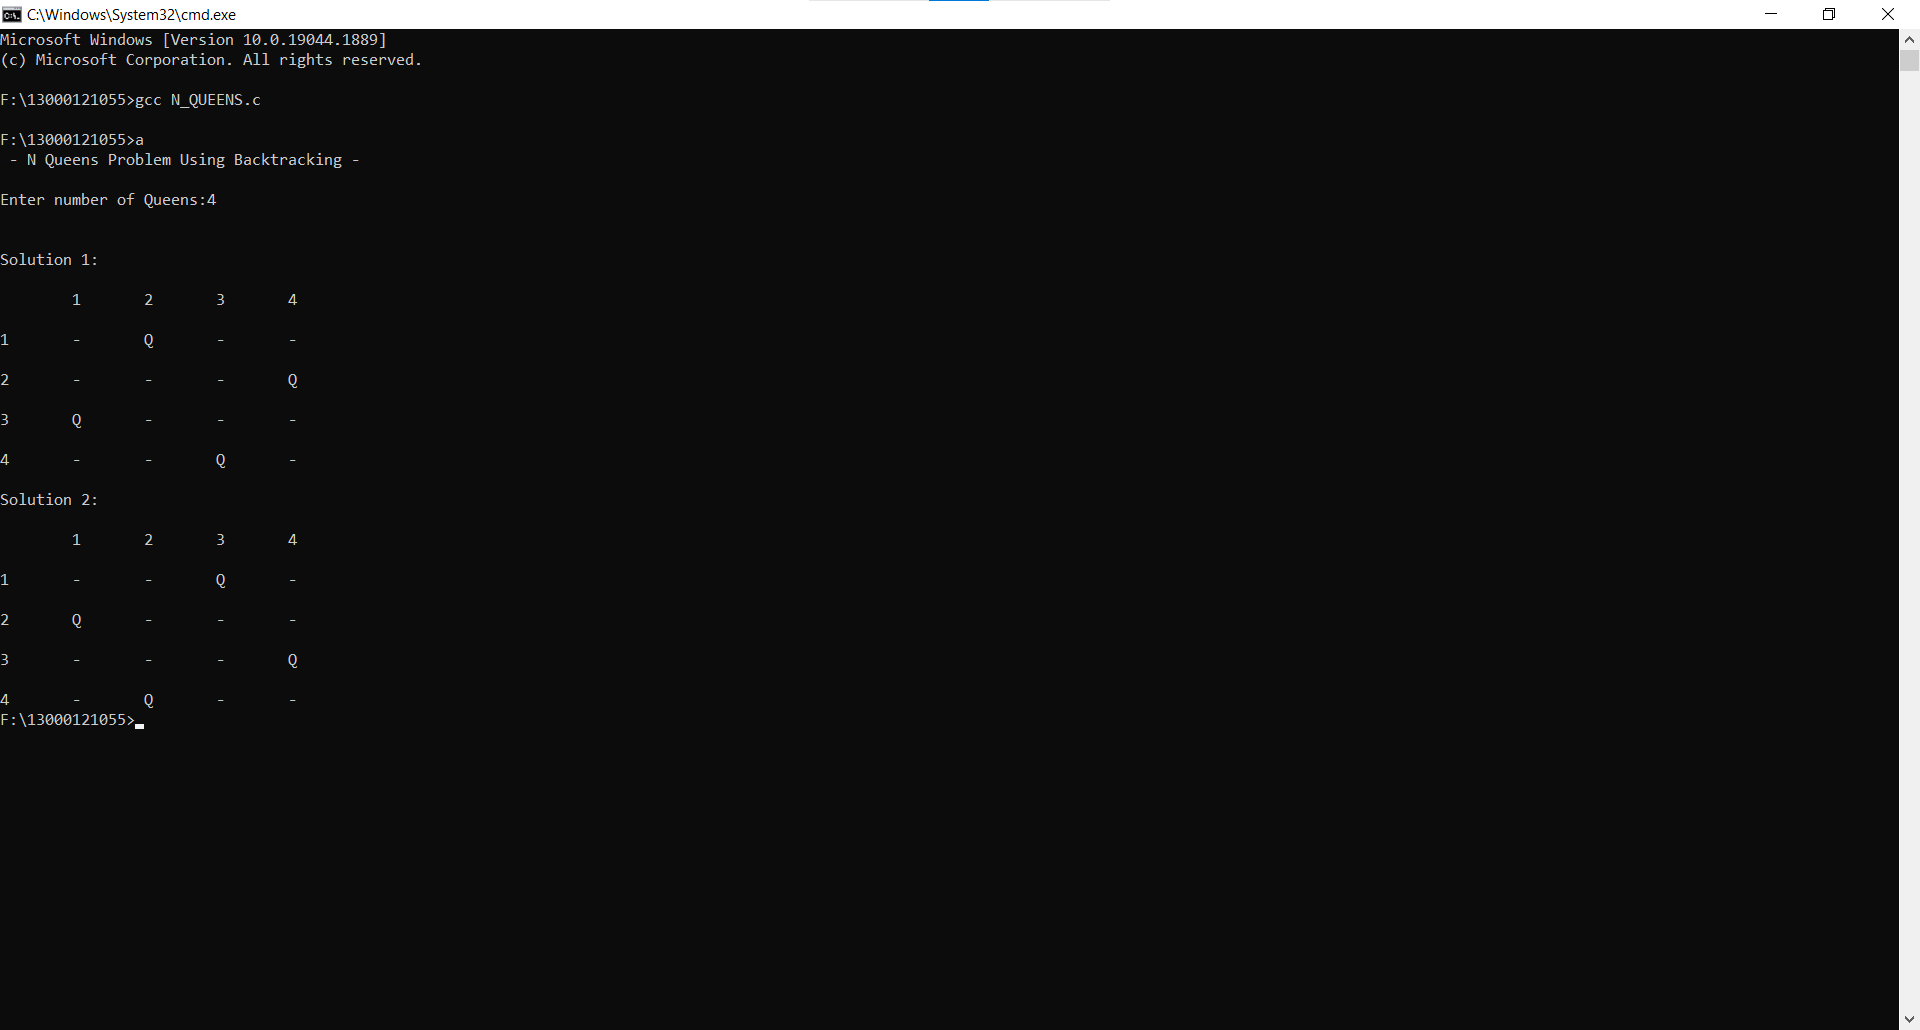 C:\Windows\System32\cmd.exe
Microsoft Windows [Version 10.0.19044.1889]
(c) Microsoft Corporation. All rights reserved.
F:\13000121055>gcc N_QUEENS.c
F:\13000121055>a
- N Queens Problem Using Backtracking -
Enter number of Queens:4
Solution 1:
1 2 3 4
1 - Q - -
2 - - - Q
3 Q - - -
4 - - Q -
Solution 2:
1 2 3 4
1 - - Q -
2 Q - - -
3 - - - Q
4 - Q - -
F:\13000121055>